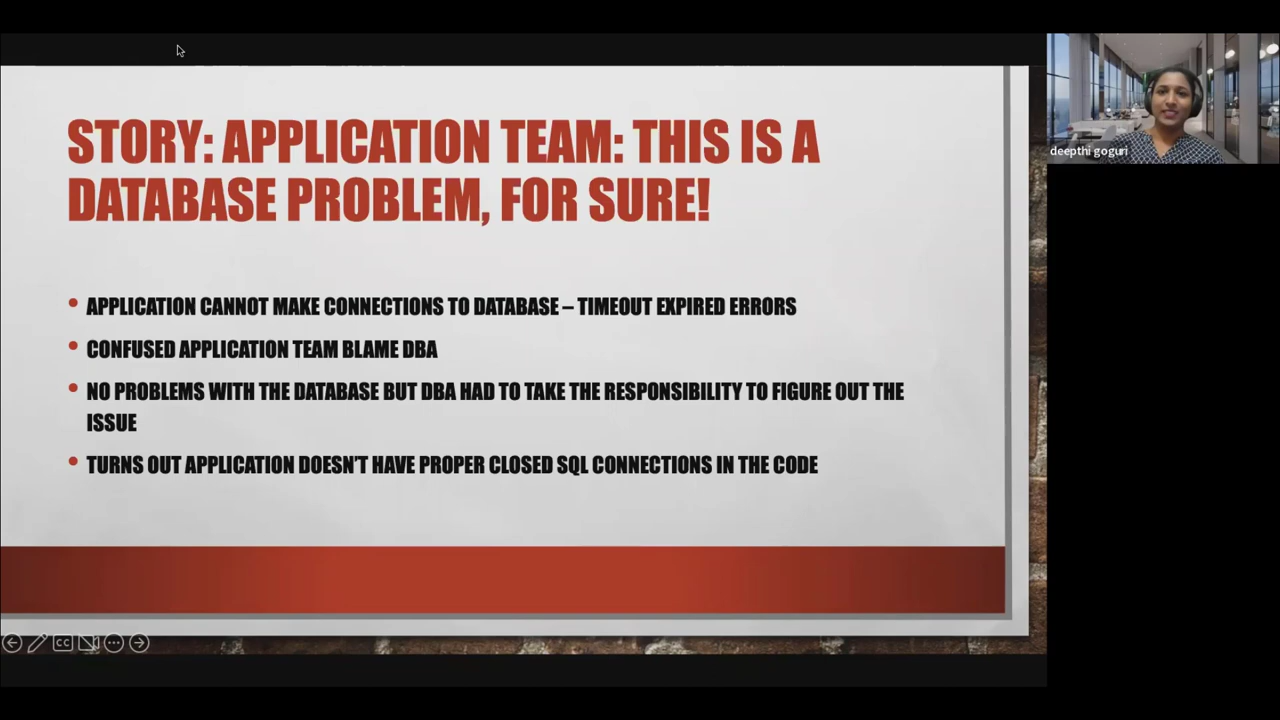 STORY: APPLICATION TEAM: THIS IS A
DATABASE PROBLEM, FOR SURE!
• APPLICATION CANNOT MAKE CONNECTIONS TO DATABASE – TIMEOUT EXPIRED ERRORS
• CONFUSED APPLICATION TEAM BLAME DBA
• NO PROBLEMS WITH THE DATABASE BUT DBA HAD TO TAKE THE RESPONSIBILITY TO FIGURE OUT THE
ISSUE
• TURNS OUT APPLICATION DOESN'T HAVE PROPER CLOSED SQL CONNECTIONS IN THE CODE
deepthi goguri
CC